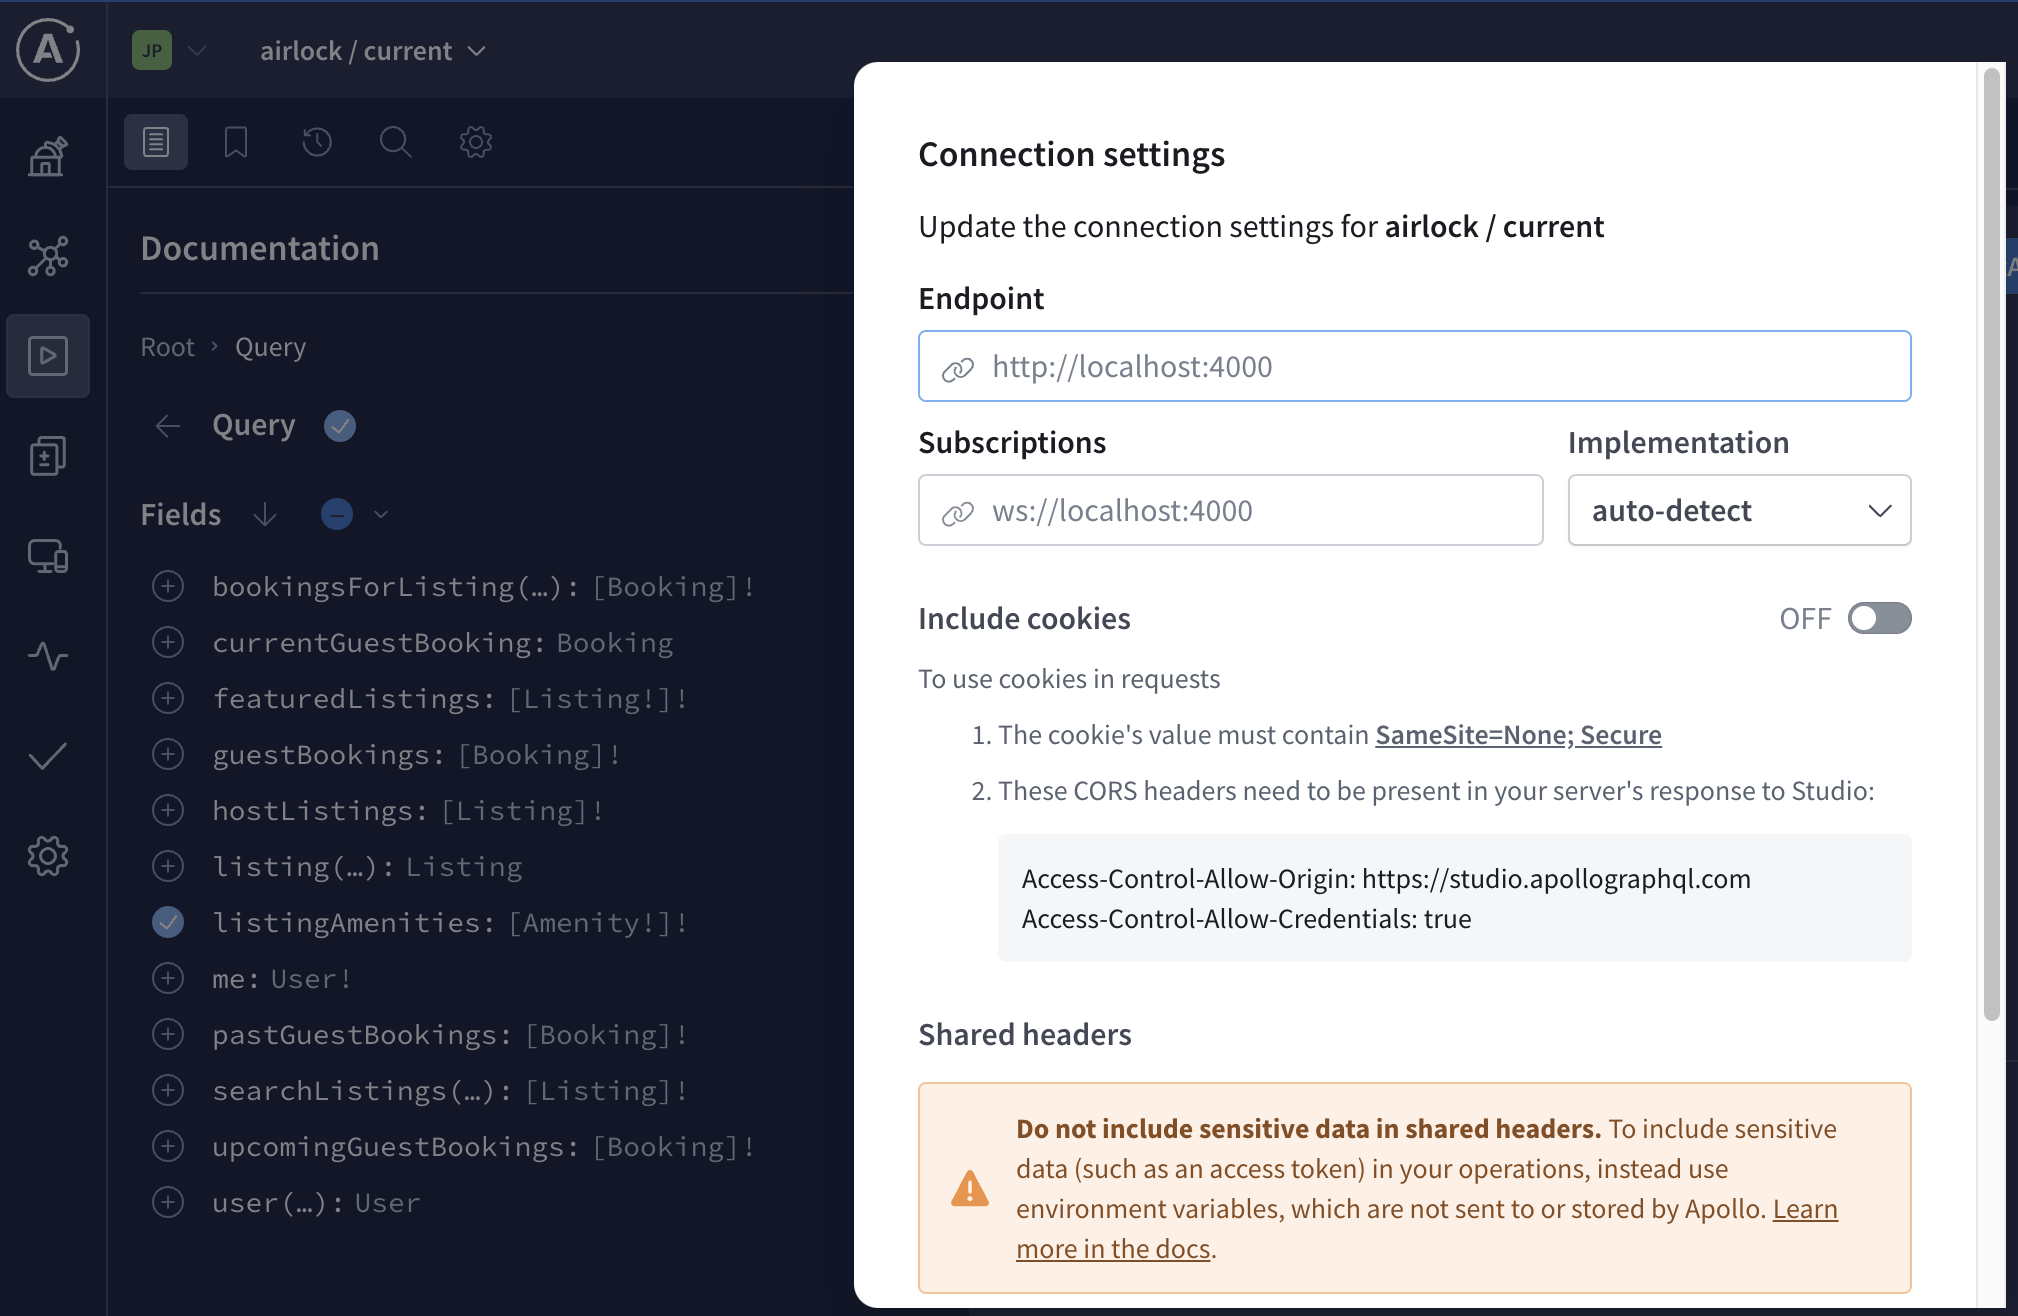 A
JP
airlock / current
Documentation
Root › Query
Query
Fields
bookingsForListing(…): [Booking]!
currentGuestBooking: Booking
featuredListings: [Listing!]!
guestBookings: [Booking]!
hostListings: [Listing]!
listing(…): Listing
listingAmenities: [Amenity!]!
me: User!
pastGuestBookings: [Booking]!
searchListings(…): [Listing]!
upcomingGuestBookings: [Booking]!
user(…): User
Connection settings
Update the connection settings for airlock / current
Endpoint
http://localhost:4000
Subscriptions
Implementation
ws://localhost:4000
auto-detect
Include cookies
OFF
To use cookies in requests
1. The cookie's value must contain SameSite=None; Secure
2. These CORS headers need to be present in your server's response to Studio:
Access-Control-Allow-Origin: https://studio.apollographql.com
Access-Control-Allow-Credentials: true
Shared headers
Do not include sensitive data in shared headers. To include sensitive
data (such as an access token) in your operations, instead use
environment variables, which are not sent to or stored by Apollo. Learn
more in the docs.